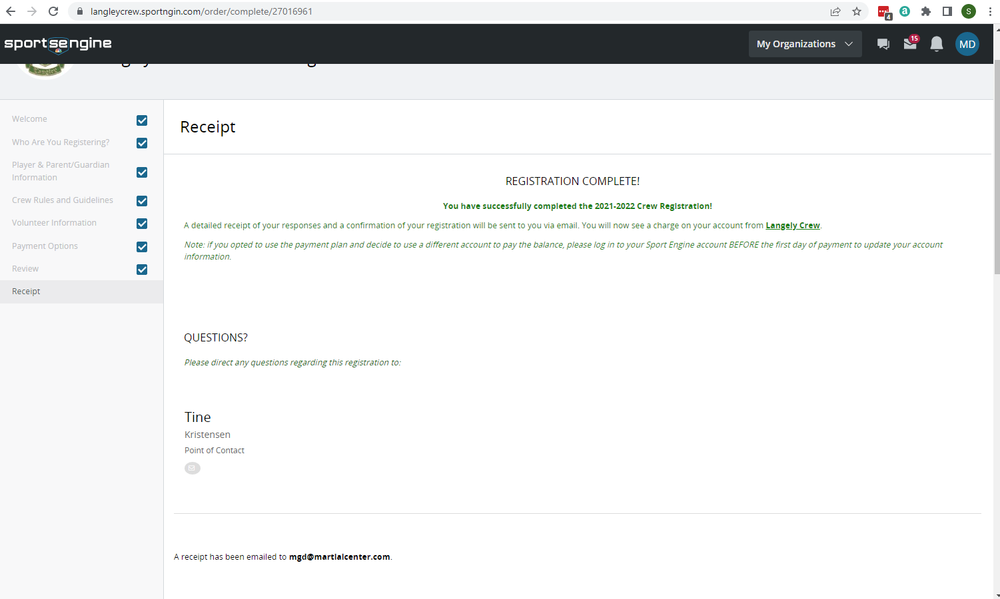 langleycrew.sportngin.com/order/complete/27016961
4
a
S
sportsengine
My Organizations
15
MD
Langley
Welcome
Who Are You Registering?
Player & Parent/Guardian
Information
Crew Rules and Guidelines
Volunteer Information
Payment Options
Review
Receipt
Receipt
REGISTRATION COMPLETE!
You have successfully completed the 2021-2022 Crew Registration!
A detailed receipt of your responses and a confirmation of your registration will be sent to you via email. You will now see a charge on your account from Langely Crew.
Note: if you opted to use the payment plan and decide to use a different account to pay the balance, please log in to your Sport Engine account BEFORE the first day of payment to update your account
information.
QUESTIONS?
Please direct any questions regarding this registration to:
Tine
Kristensen
Point of Contact
A receipt has been emailed to mgd@martialcenter.com.